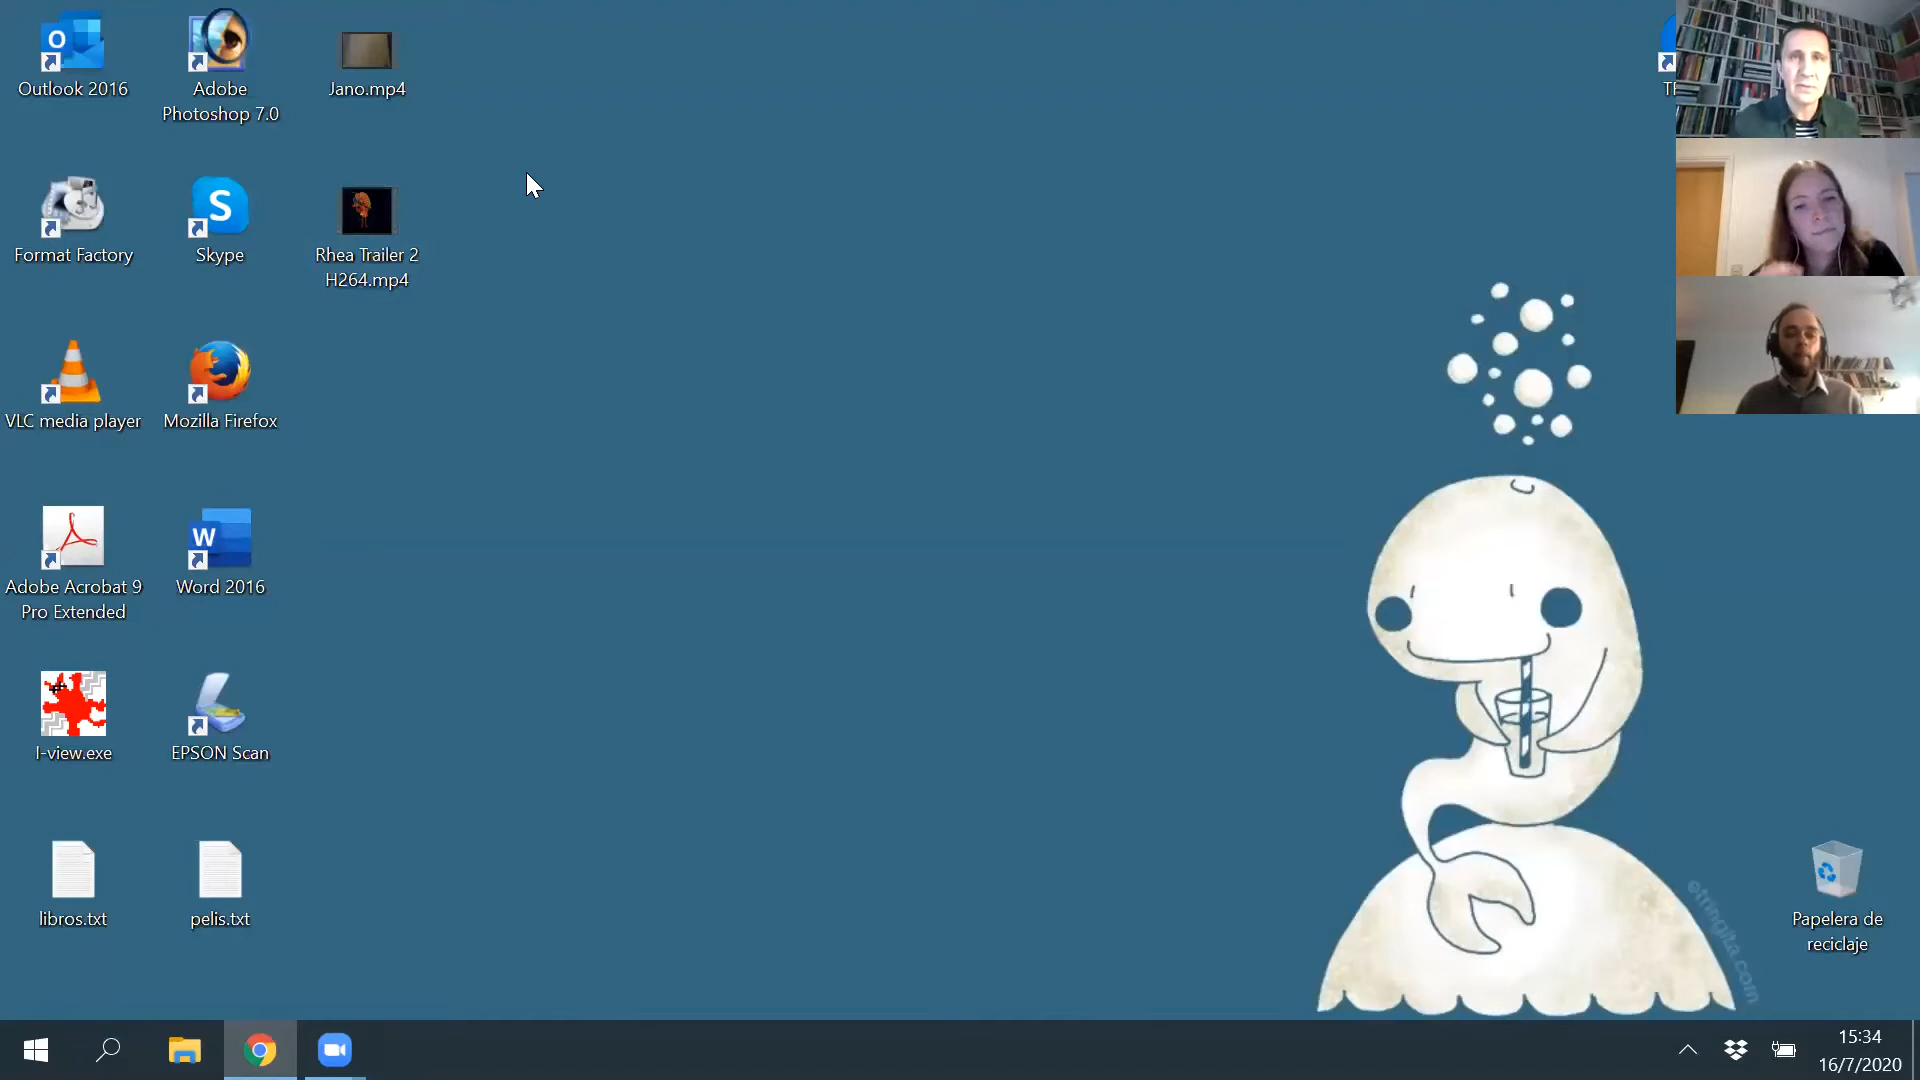 Outlook 2016
Adobe
Photoshop 7.0
Jano.mp4
Format Factory
Skype
Rhea Trailer 2
H264.mp4
VLC media player
Mozilla Firefox
Adobe Acrobat 9
Pro Extended
Word 2016
I-view.exe
EPSON Scan
libros.txt
pelis.txt
Papelera de
reciclaje
15:34
16/7/2020